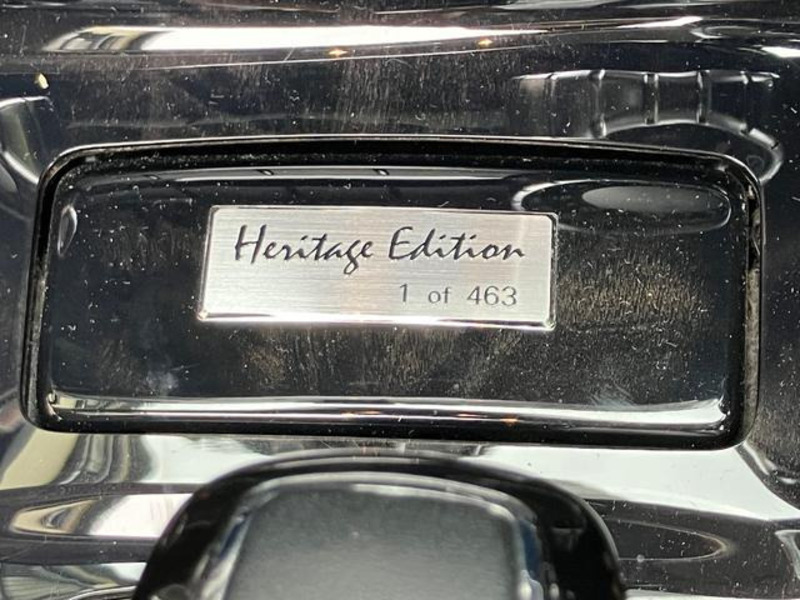 Heritage Edition
1 of 463